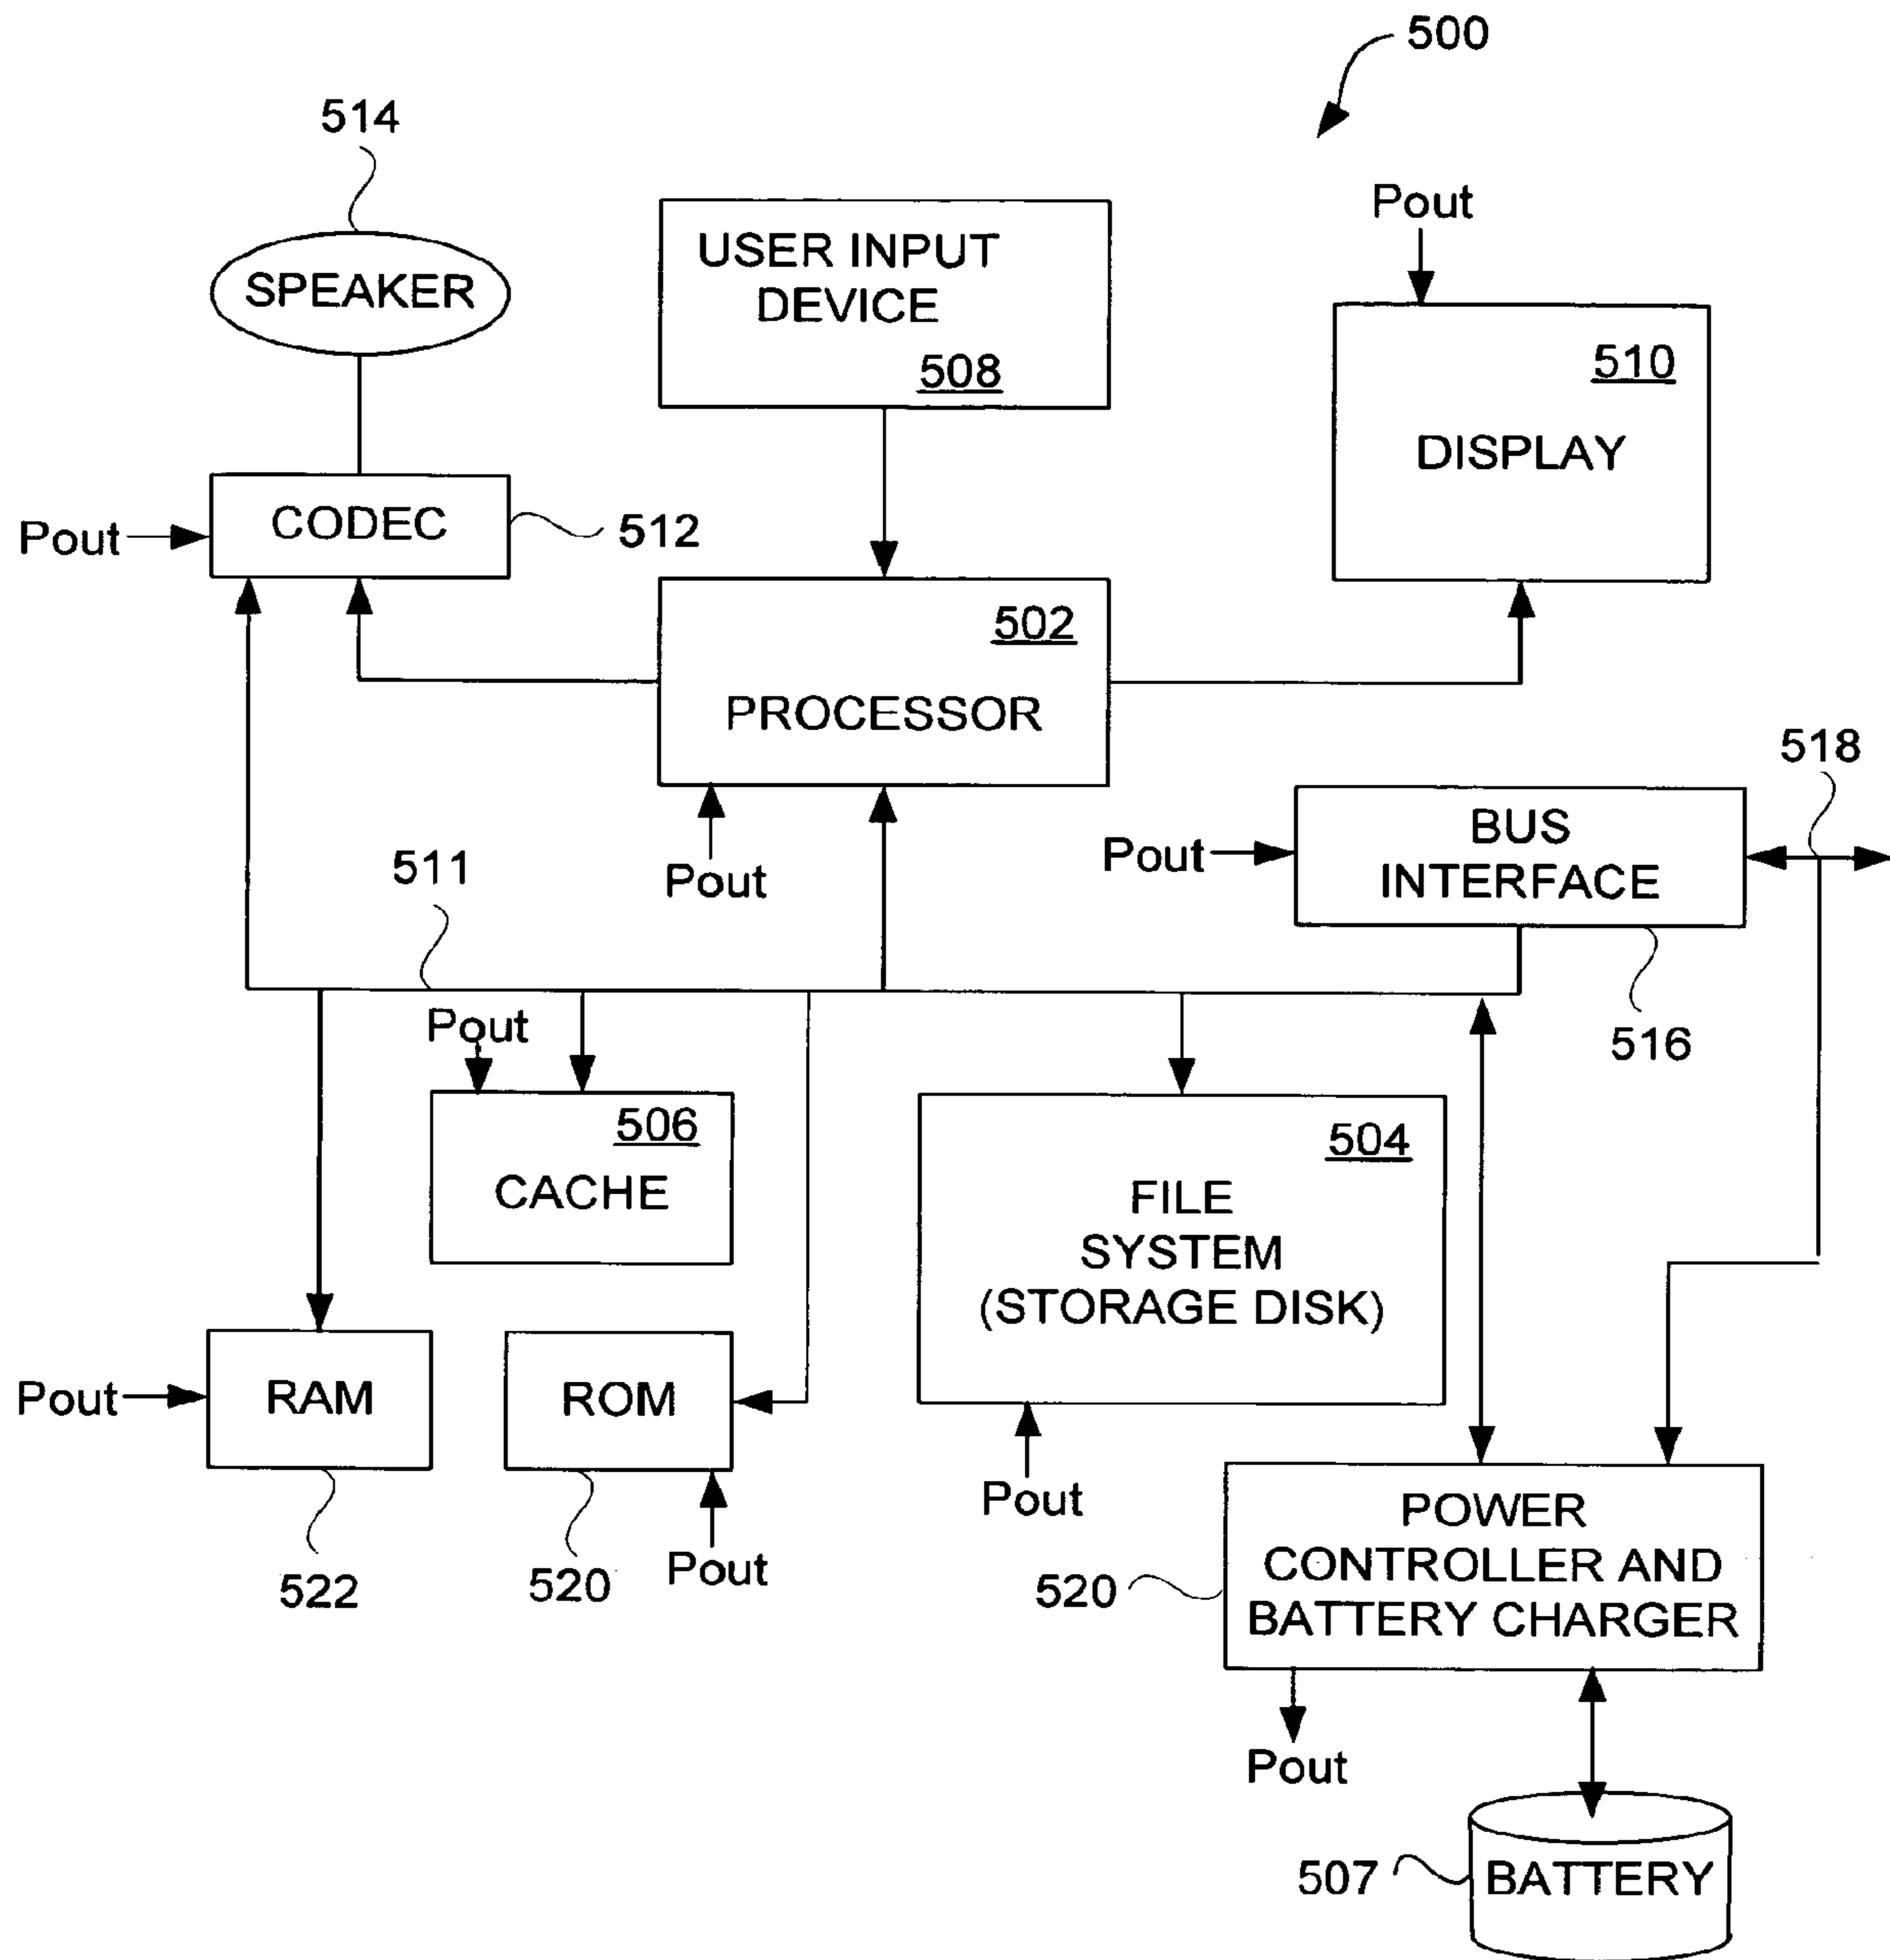 500
514
Pout
SPEAKER
USER INPUT
DEVICE
508
510
DISPLAY
CODEC
Pout
512
502
PROCESSOR
518
BUS
INTERFACE
Pout
Pout
511
516
Pout
506
CACHE
504
FILE
SYSTEM
(STORAGE DISK)
Pout
RAM
ROM
Pout
522
520
Pout
POWER
CONTROLLER AND
BATTERY CHARGER
520
Pout
507
BATTERY